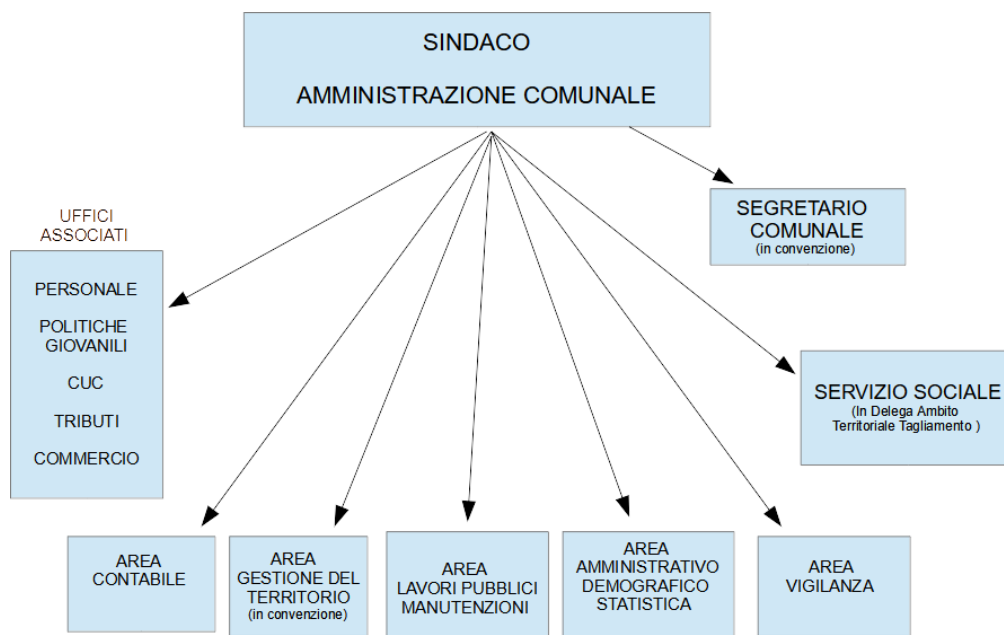 SINDACO
AMMINISTRAZIONE COMUNALE
SEGRETARIO
COMUNALE
(in convenzione)
UFFICI
ASSOCIATI
PERSONALE
POLITICHE
GIOVANILI
CUC
TRIBUTI
COMMERCIO
SERVIZIO SOCIALE
(In Delega Ambito
Territoriale Tagliamento )
AREA
CONTABILE
AREA
GESTIONE DEL
TERRITORIO
(in convenzione)
AREA
LAVORI PUBBLICI
MANUTENZIONI
AREA
AMMINISTRATIVO
DEMOGRAFICO
STATISTICA
AREA
VIGILANZA